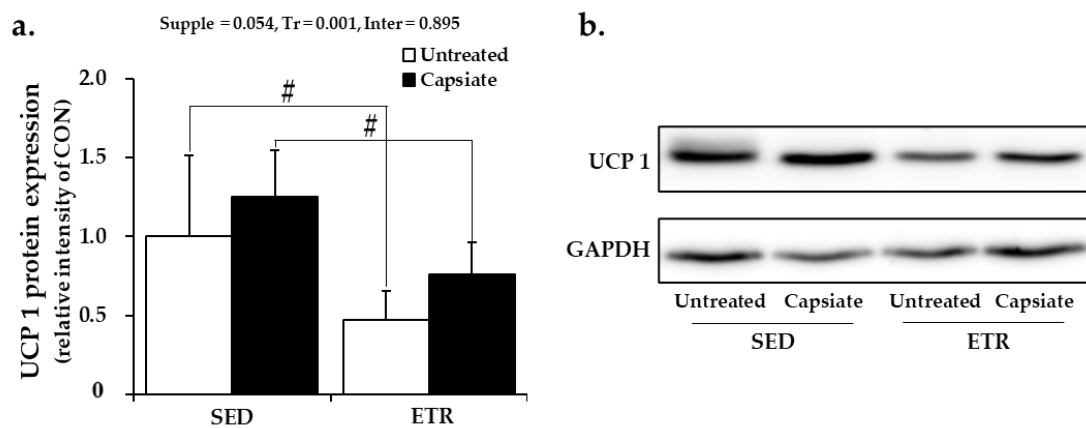 a.
Supple = 0.054, Tr = 0.001, Inter = 0.895
Untreated
Capsiate
UCP 1 protein expression
(relative intensity of CON)
2.0
1.5
1.0
0.5
0
#
#
SED
ETR
b.
UCP 1
GAPDH
Untreated Capsiate Untreated Capsiate
SED ETR